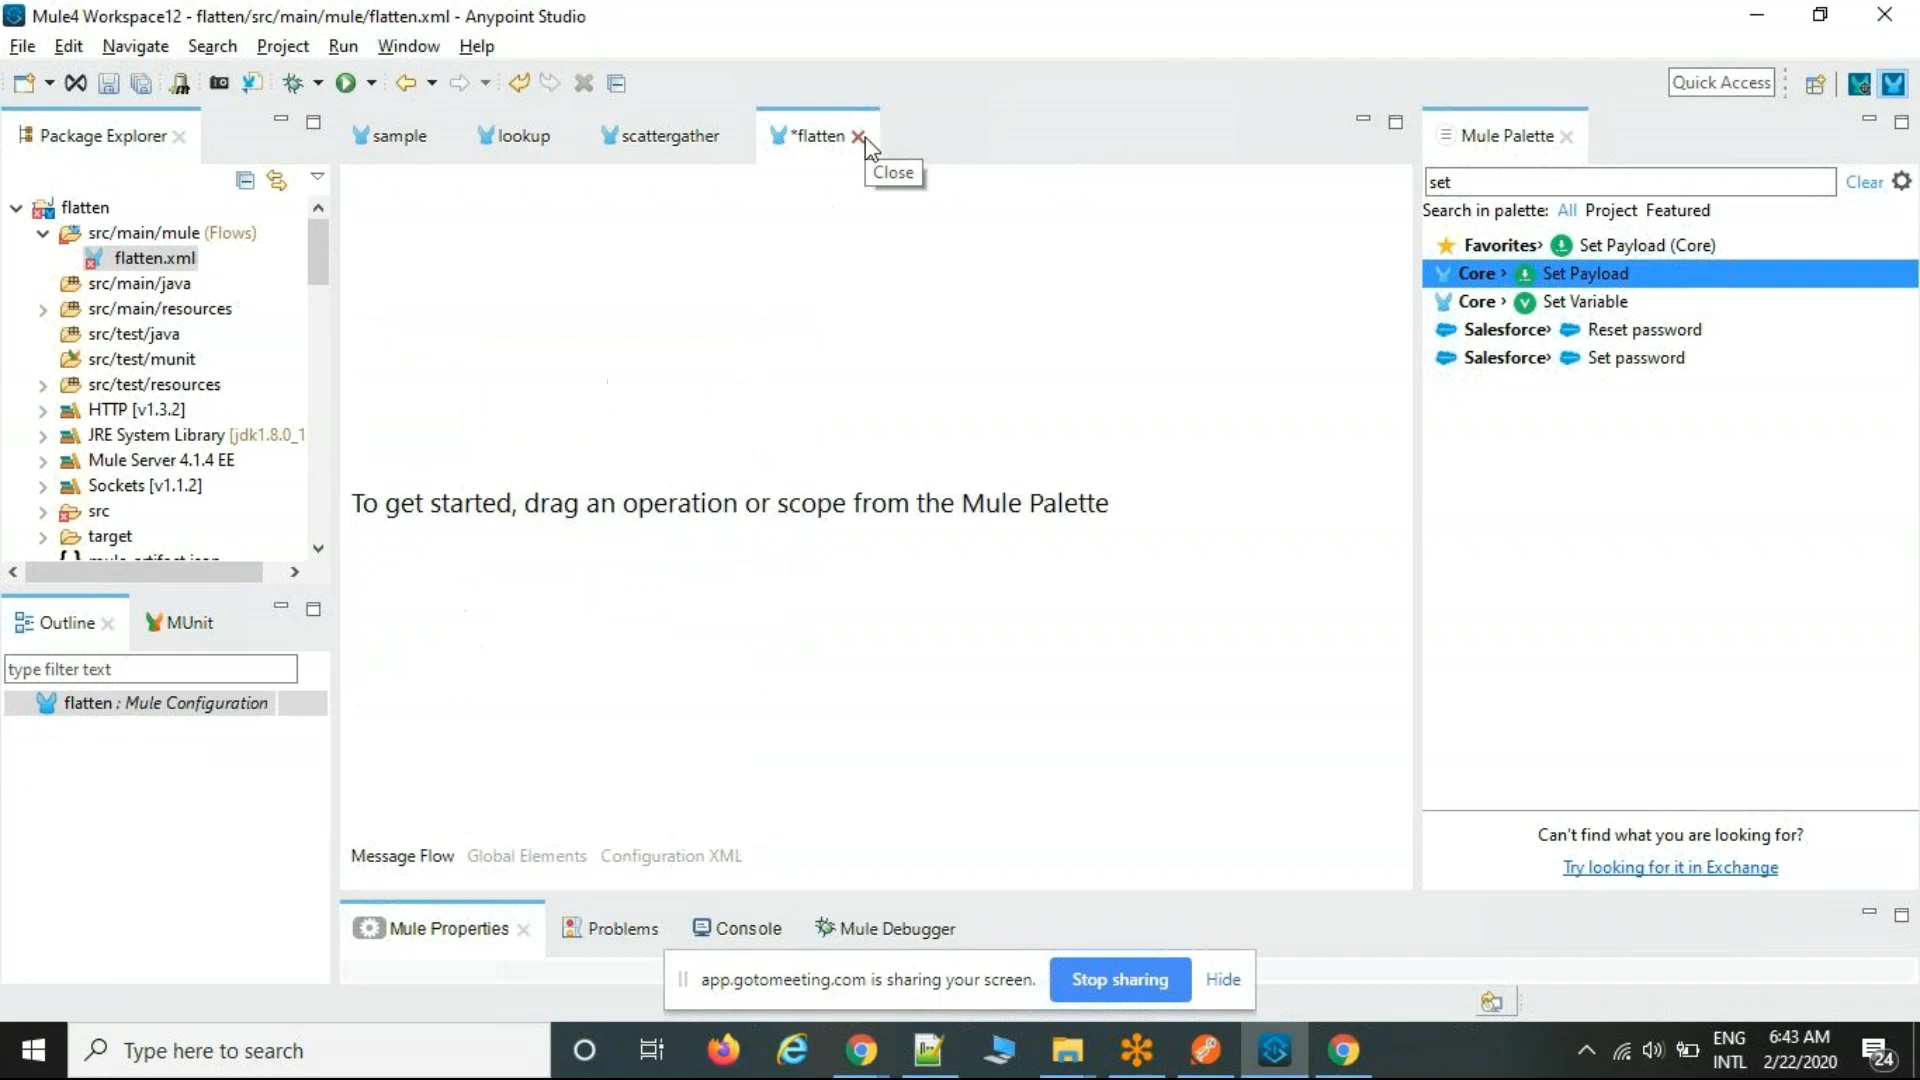 Mule4 Workspace12 - flatten/src/main/mule/flatten.xml - Anypoint Studio
File Edit Navigate Search Project Run Window Help
Quick Access
Package Explorer
sample
lookup
scattergather
*flatten
Close
Mule Palette
set
Clear
Search in palette: All Project Featured
Favorites› Set Payload (Core)
Core › Set Payload
Core › Set Variable
Salesforce› Reset password
Salesforce› Set password
flatten
src/main/mule (Flows)
flatten.xml
src/main/java
src/main/resources
src/test/java
src/test/munit
src/test/resources
HTTP [v1.3.2]
JRE System Library [jdk1.8.0_1
Mule Server 4.1.4 EE
Sockets [v1.1.2]
src
target
To get started, drag an operation or scope from the Mule Palette
Outline
MUnit
type filter text
flatten : Mule Configuration
Message Flow Global Elements Configuration XML
Can't find what you are looking for?
Try looking for it in Exchange
Mule Properties
Problems
Console
Mule Debugger
app.gotomeeting.com is sharing your screen.
Stop sharing
Hide
Type here to search
ENG
INTL
6:43 AM
2/22/2020
24